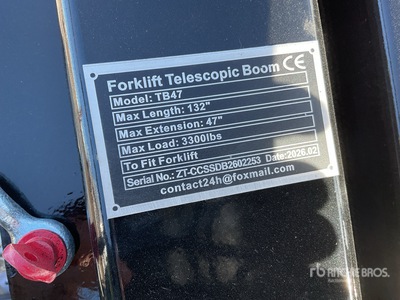 Forklift Telescopic Boom CE
Model: TB47
Max Length: 132"
Max Extension: 47"
Max Load: 3300lbs
To Fit Forklift
Serial No.: ZT-CCSSDB2602253 Date:2026.02
contact24h@foxmail.com
rb RITCHIE BROS.